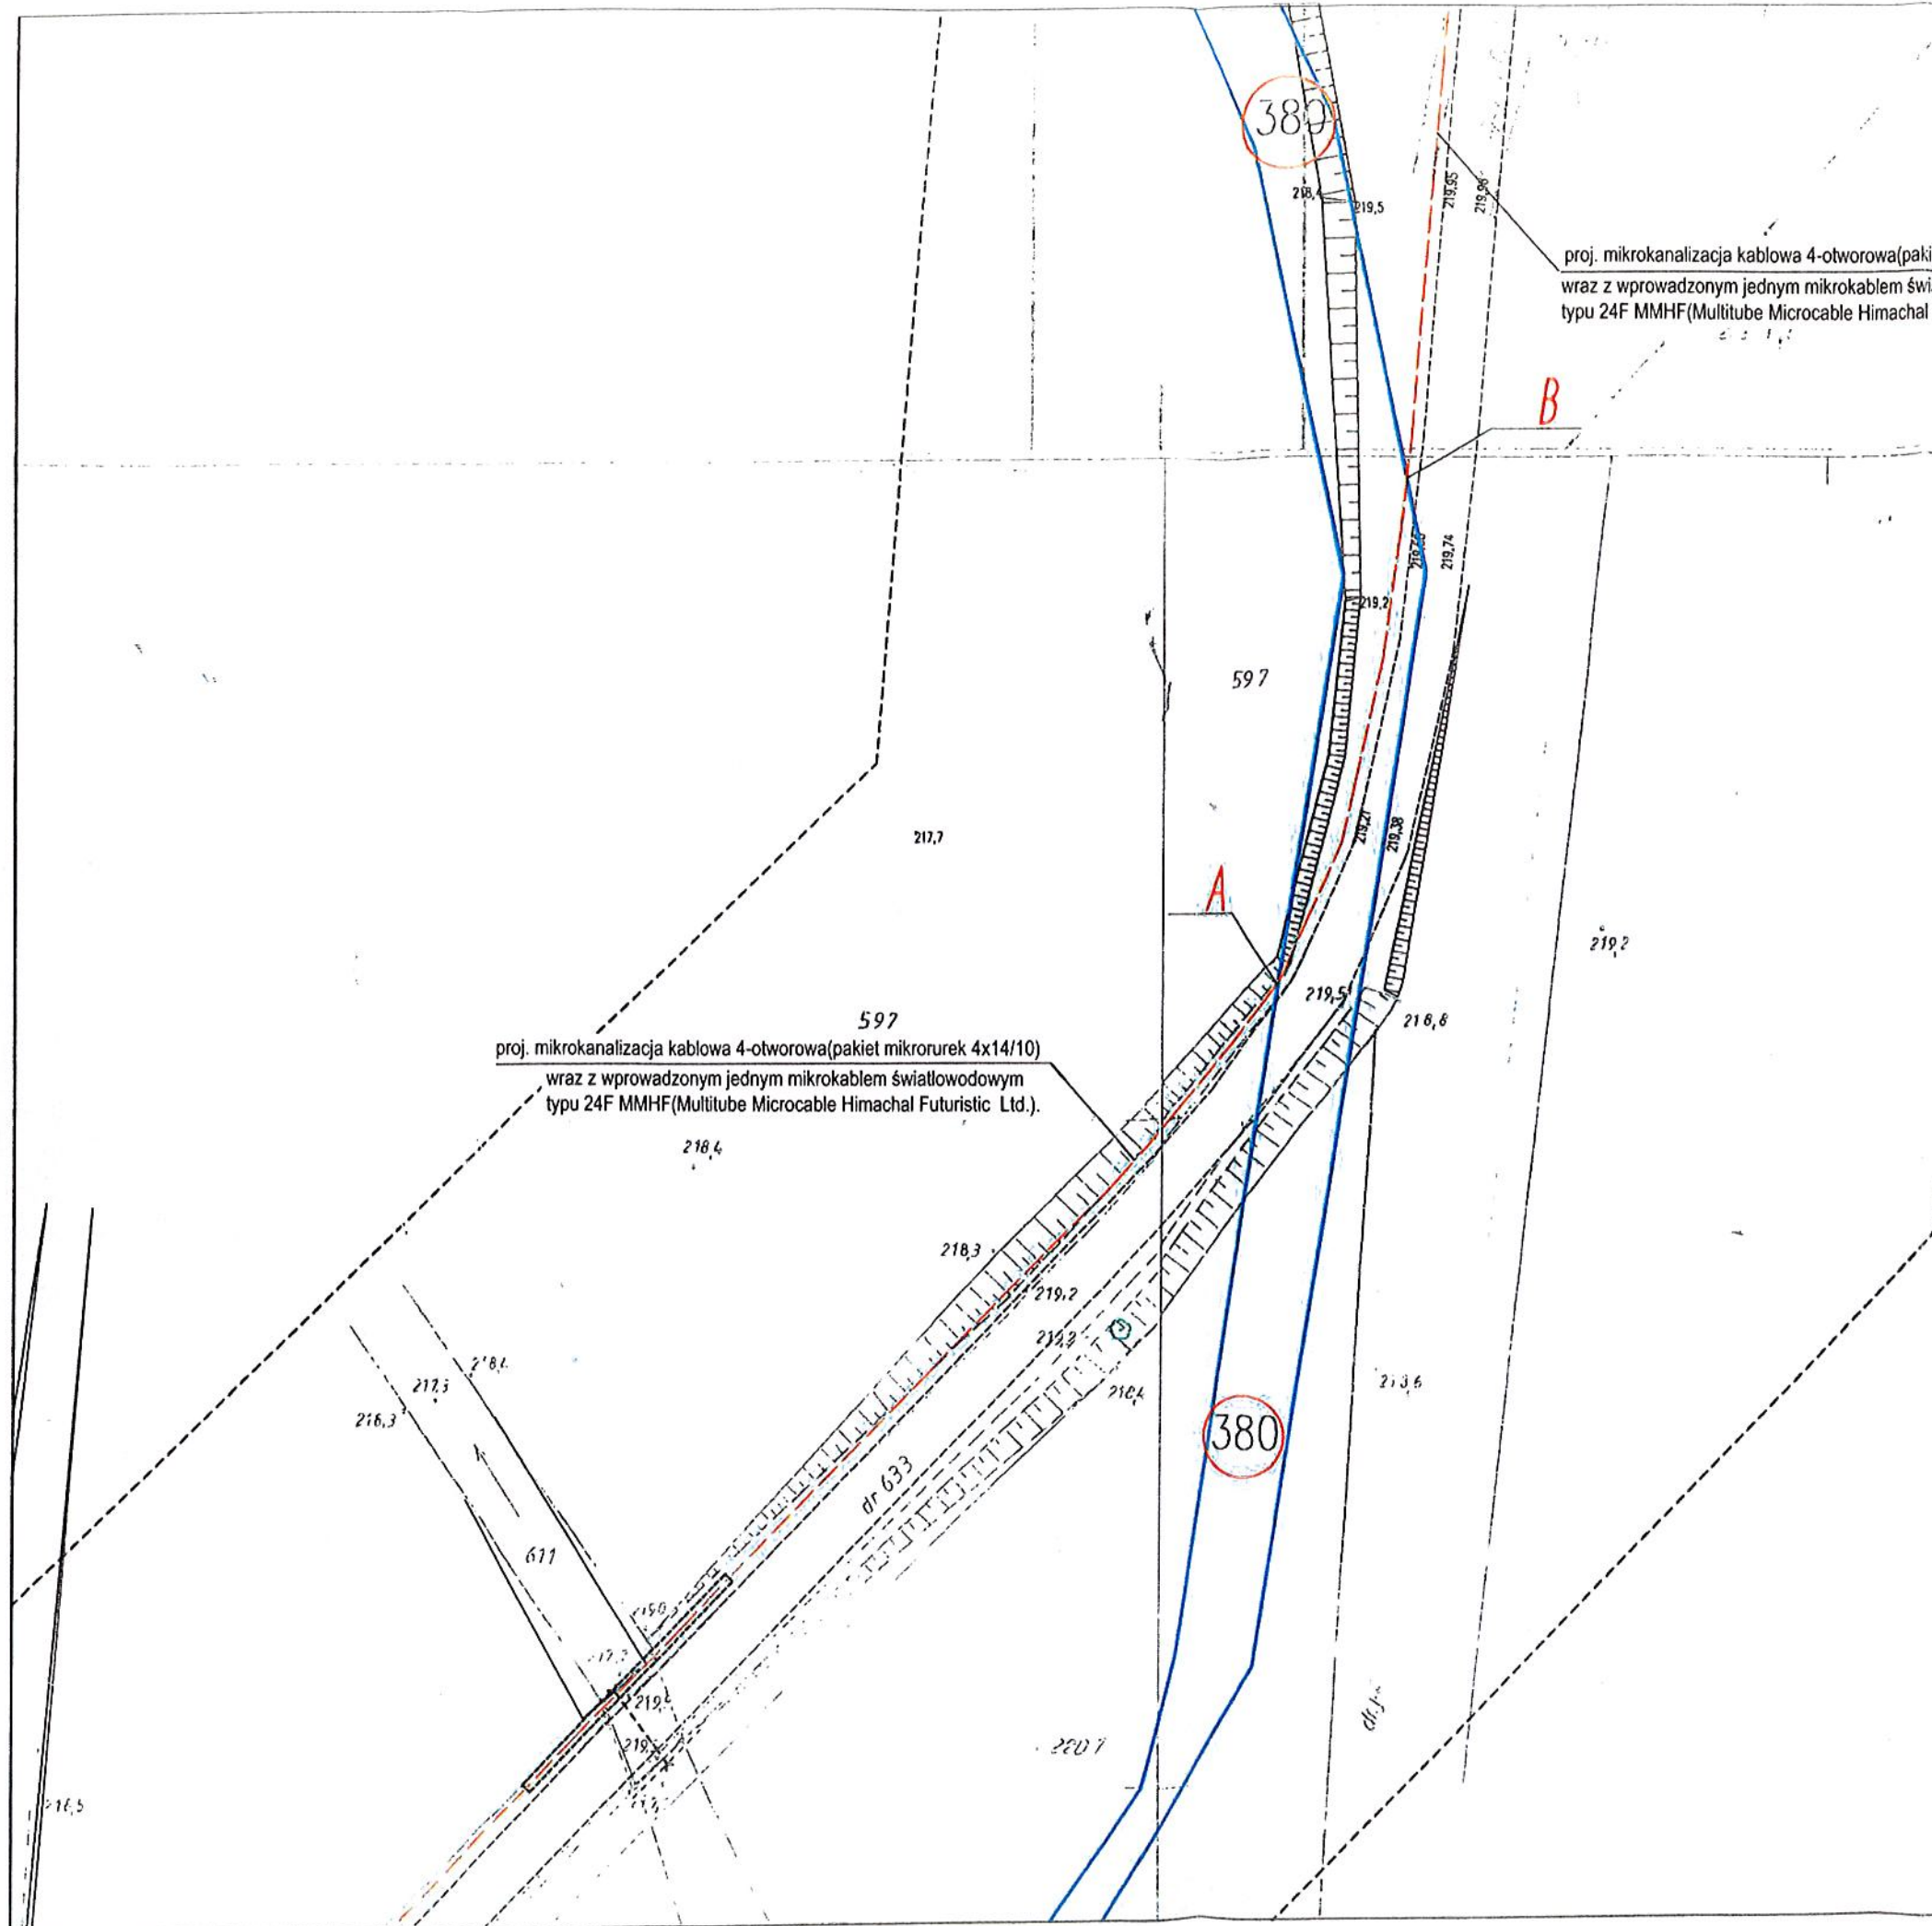 380
218,4
219,5
219,95
219,96
proj. mikrokanalizacja kablowa 4-otworowa(paki
wraz z wprowadzonym jednym mikrokablem świ
typu 24F MMHF(Multitube Microcable Himachal
B
219,74
219,2
597
217,7
219,21
219,38
A
219,2
219,5
218,8
597
proj. mikrokanalizacja kablowa 4-otworowa(pakiet mikrorurek 4x14/10)
wraz z wprowadzonym jednym mikrokablem światłowodowym
typu 24F MMHF(Multitube Microcable Himachal Futuristic Ltd.).
218,4
218,3
219,2
217,5
216,3
218,4
380
dr 633
611